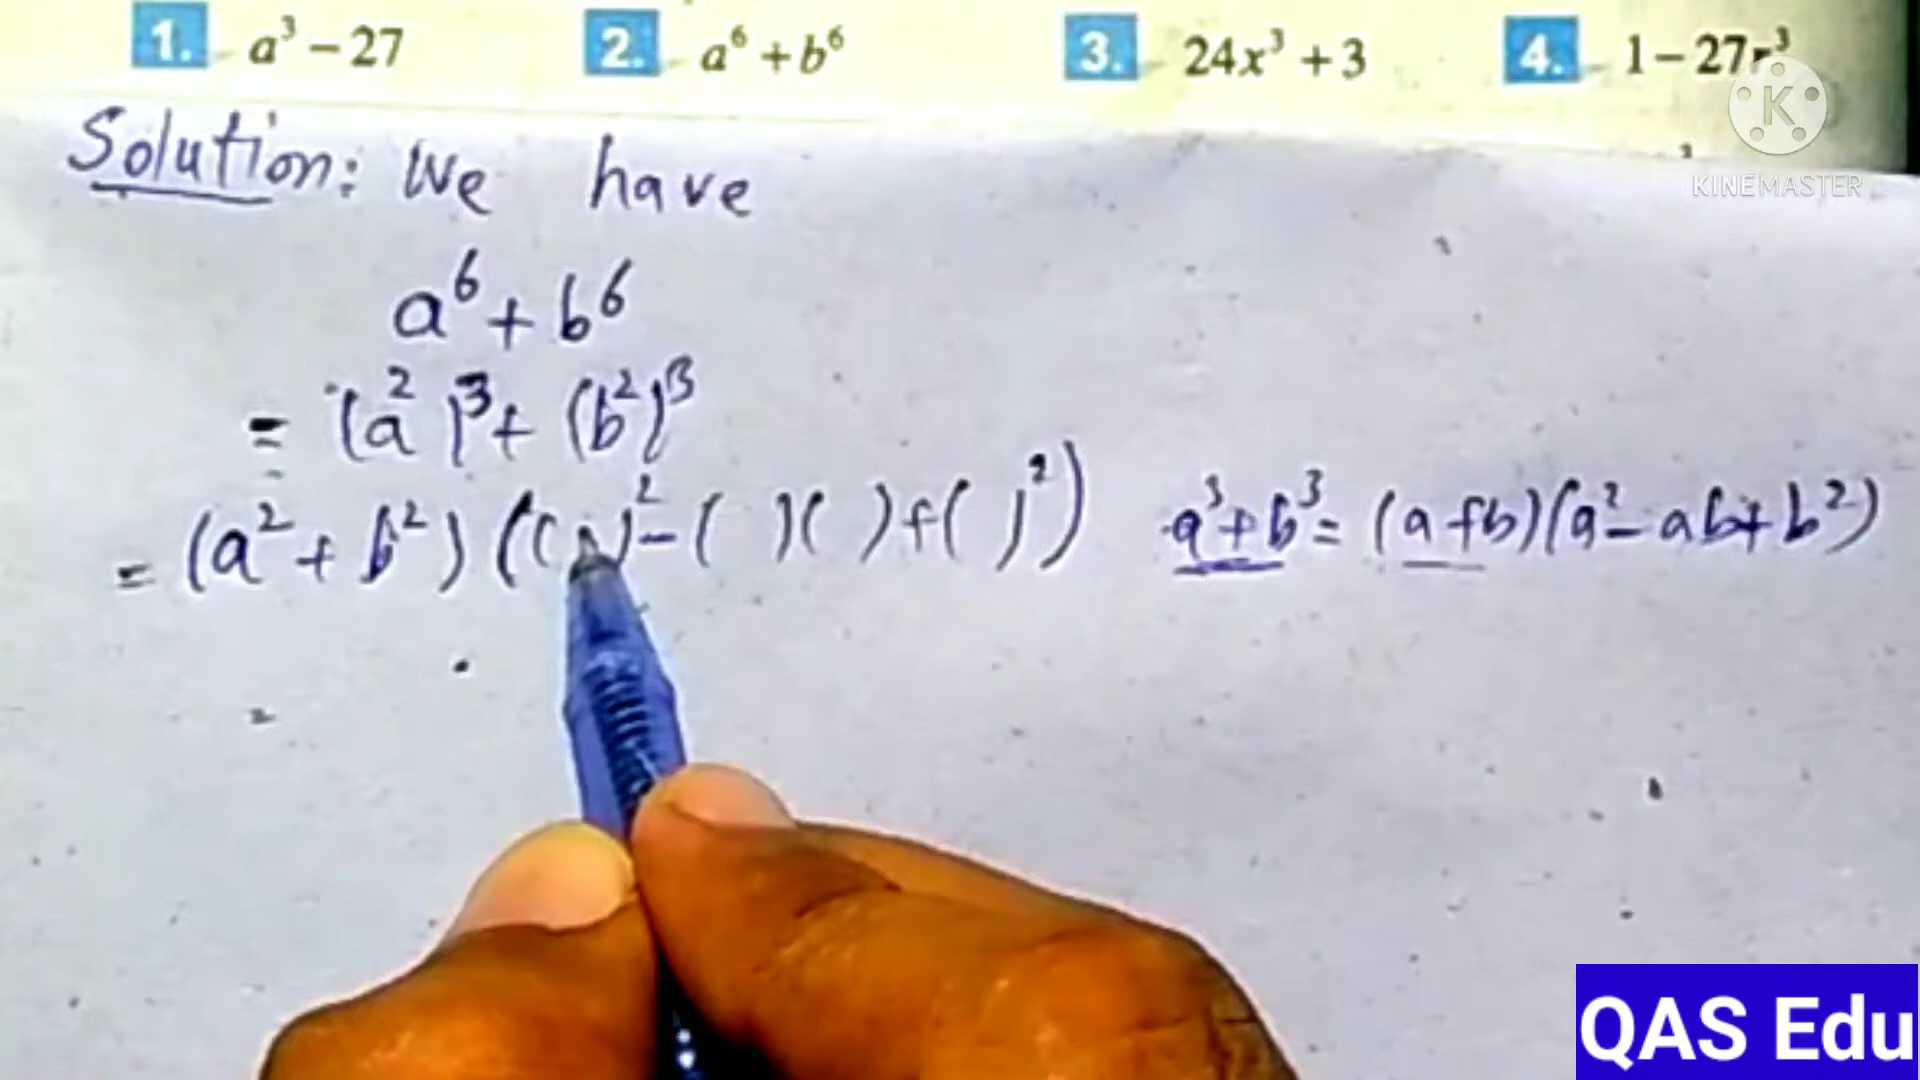 1. a³ – 27 2. a⁶ + b⁶ 3. 24x³ + 3 4. 1 – 27r³
KINEMASTER
Solution: We have
a⁶ + b⁶
= (a²)³ + (b²)³
= (a² + b²) (( )² – ( )( ) + ( )²) a³ + b³ = (a + b)(a² – ab + b²)
QAS Edu